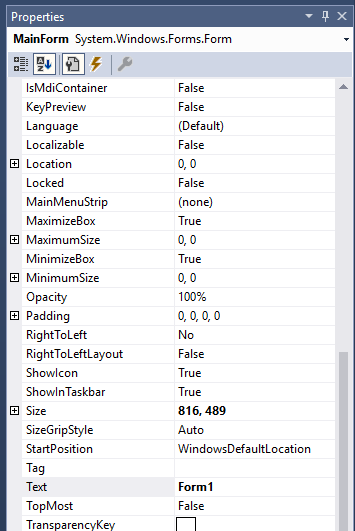 Properties
MainForm System.Windows.Forms.Form
IsMdiContainer False
KeyPreview False
Language (Default)
Localizable False
Location 0, 0
Locked False
MainMenuStrip (none)
MaximizeBox True
MaximumSize 0, 0
MinimizeBox True
MinimumSize 0, 0
Opacity 100%
Padding 0, 0, 0, 0
RightToLeft No
RightToLeftLayout False
ShowIcon True
ShowInTaskbar True
Size 816, 489
SizeGripStyle Auto
StartPosition WindowsDefaultLocation
Tag
Text Form1
TopMost False
TransparencyKey